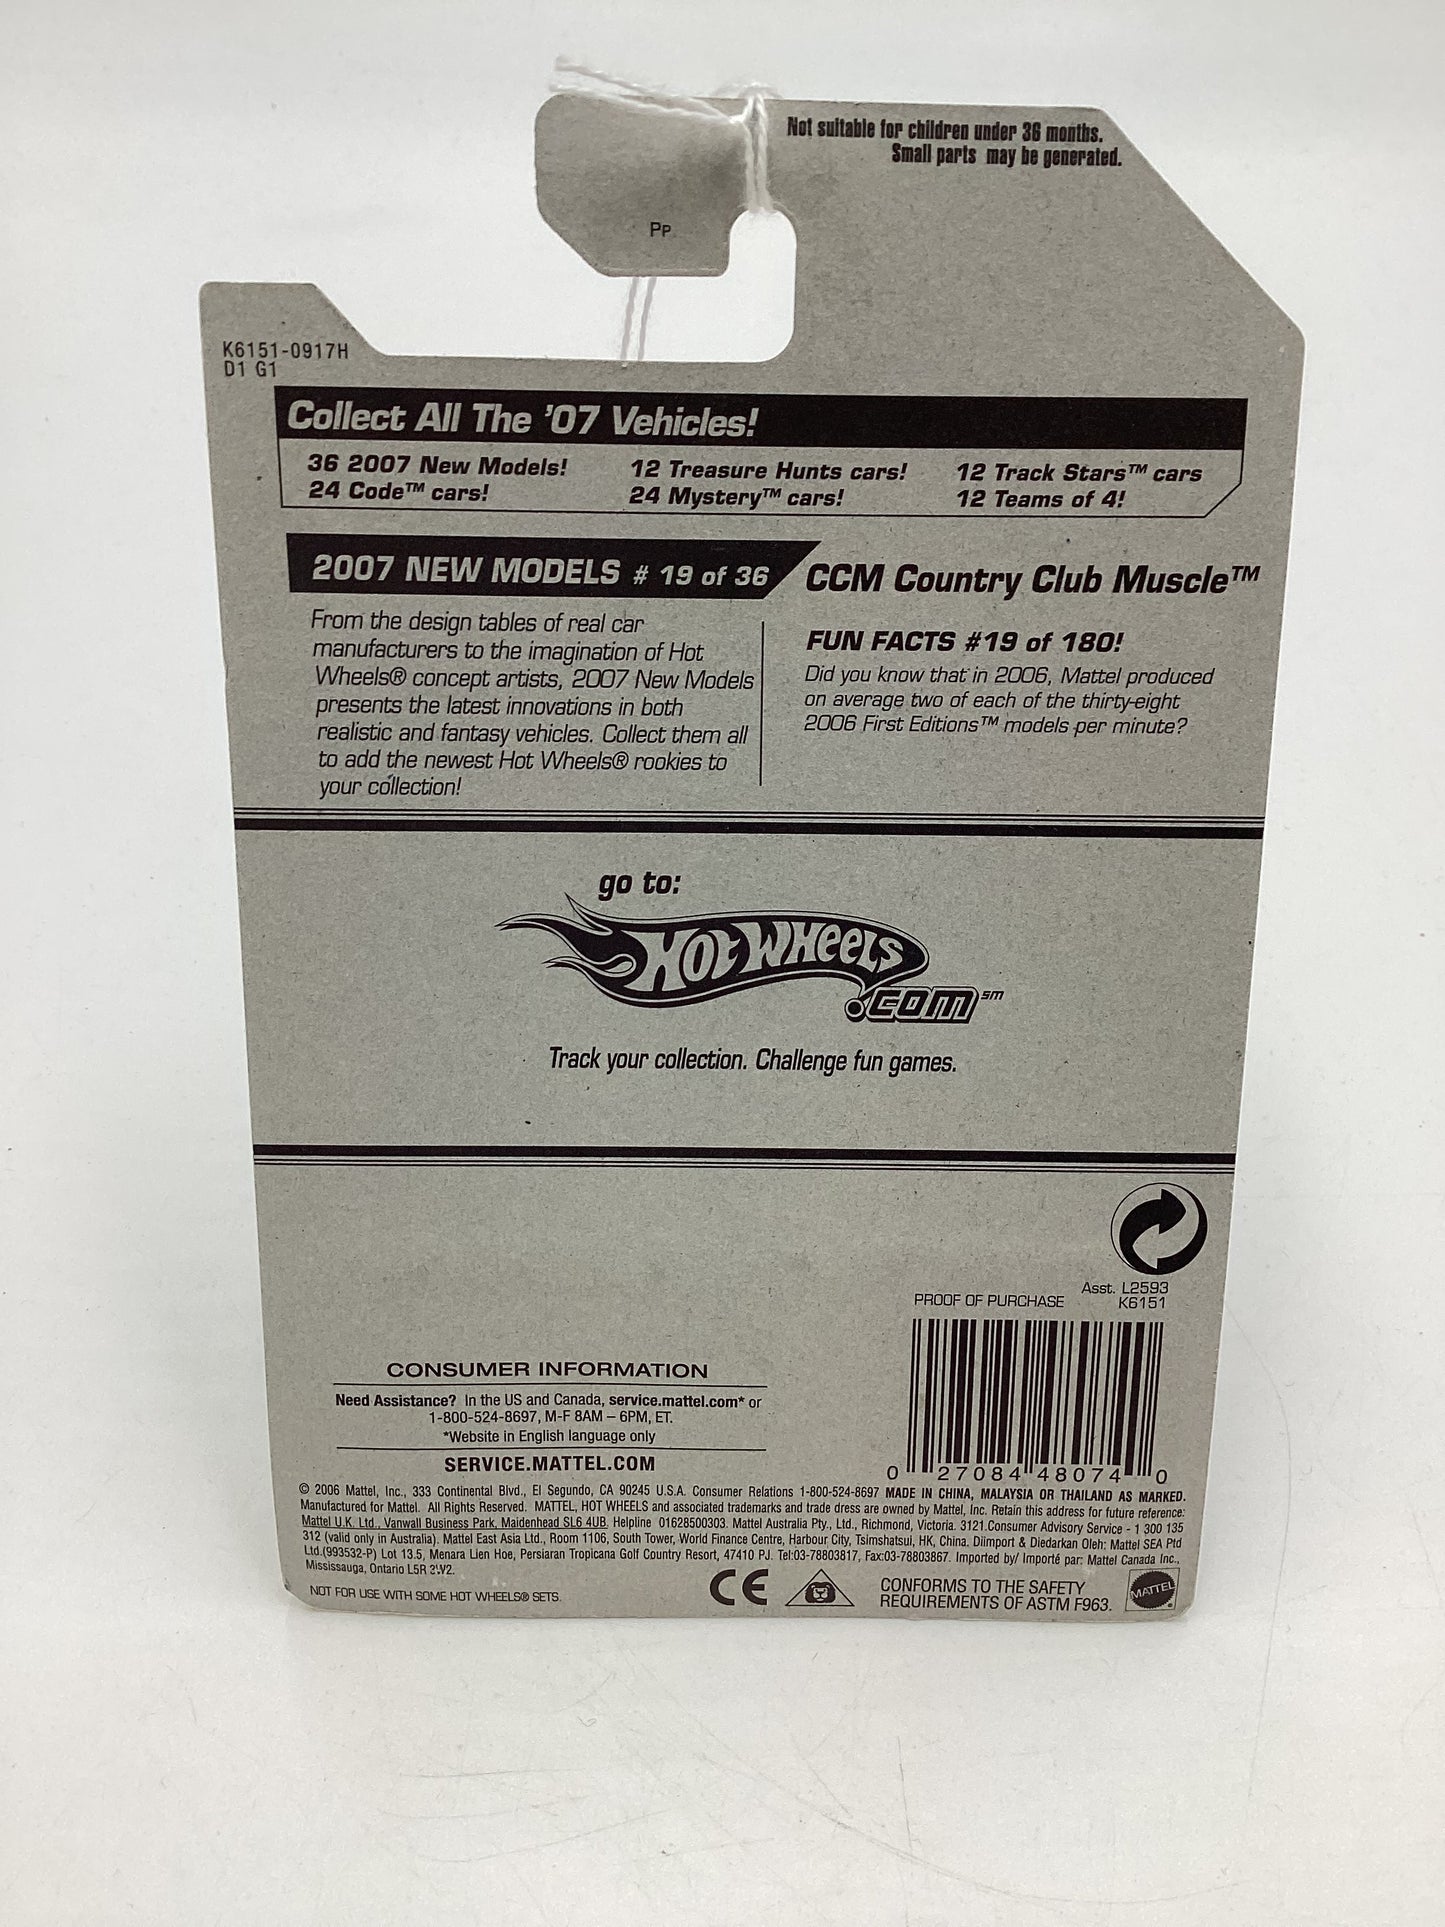 Not suitable for children under 36 months.
Small parts may be generated.
PP
K6151-0917H
D1 G1
Collect All The '07 Vehicles!
36 2007 New Models! 12 Treasure Hunts cars! 12 Track Stars™ cars
24 Code™ cars! 24 Mystery™ cars! 12 Teams of 4!
2007 NEW MODELS # 19 of 36
From the design tables of real car
manufacturers to the imagination of Hot
Wheels® concept artists, 2007 New Models
presents the latest innovations in both
realistic and fantasy vehicles. Collect them all
to add the newest Hot Wheels® rookies to
your collection!
CCM Country Club Muscle™
FUN FACTS #19 of 180!
Did you know that in 2006, Mattel produced
on average two of each of the thirty-eight
2006 First Editions™ models per minute?
go to:
HOT WHEELS
.COM SM
Track your collection. Challenge fun games.
Asst. L2593
PROOF OF PURCHASE K6151
0 27084 48074 0
CONSUMER INFORMATION
Need Assistance? In the US and Canada, service.mattel.com* or
1-800-524-8697, M-F 8AM – 6PM, ET.
*Website in English language only
SERVICE.MATTEL.COM
© 2006 Mattel, Inc., 333 Continental Blvd., El Segundo, CA 90245 U.S.A. Consumer Relations 1-800-524-8697 MADE IN CHINA, MALAYSIA OR THAILAND AS MARKED.
Manufactured for Mattel. All Rights Reserved. MATTEL, HOT WHEELS and associated trademarks and trade dress are owned by Mattel, Inc. Retain this address for future reference:
Mattel U.K. Ltd., Vanwall Business Park, Maidenhead SL6 4UB. Helpline 01628500303. Mattel Australia Pty., Ltd., Richmond, Victoria. 3121.Consumer Advisory Service - 1 300 135
312 (valid only in Australia). Mattel East Asia Ltd., Room 1106, South Tower, World Finance Centre, Harbour City, Tsimshatsui, HK, China. Diimport & Diedarkan Oleh: Mattel SEA Ptd
Ltd.(993532-P) Lot 13.5, Menara Lien Hoe, Persiaran Tropicana Golf Country Resort, 47410 PJ. Tel:03-78803817, Fax:03-78803867. Imported by/ Importé par: Mattel Canada Inc.,
Mississauga, Ontario L5R 3W2.
NOT FOR USE WITH SOME HOT WHEELS® SETS.
CE
CONFORMS TO THE SAFETY
REQUIREMENTS OF ASTM F963.
MATTEL